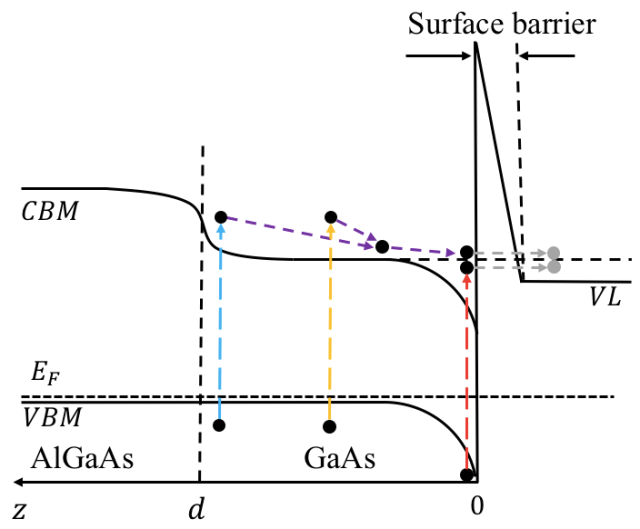 Surface barrier
CBM
VL
E_F
VBM
AlGaAs
GaAs
z
d
0